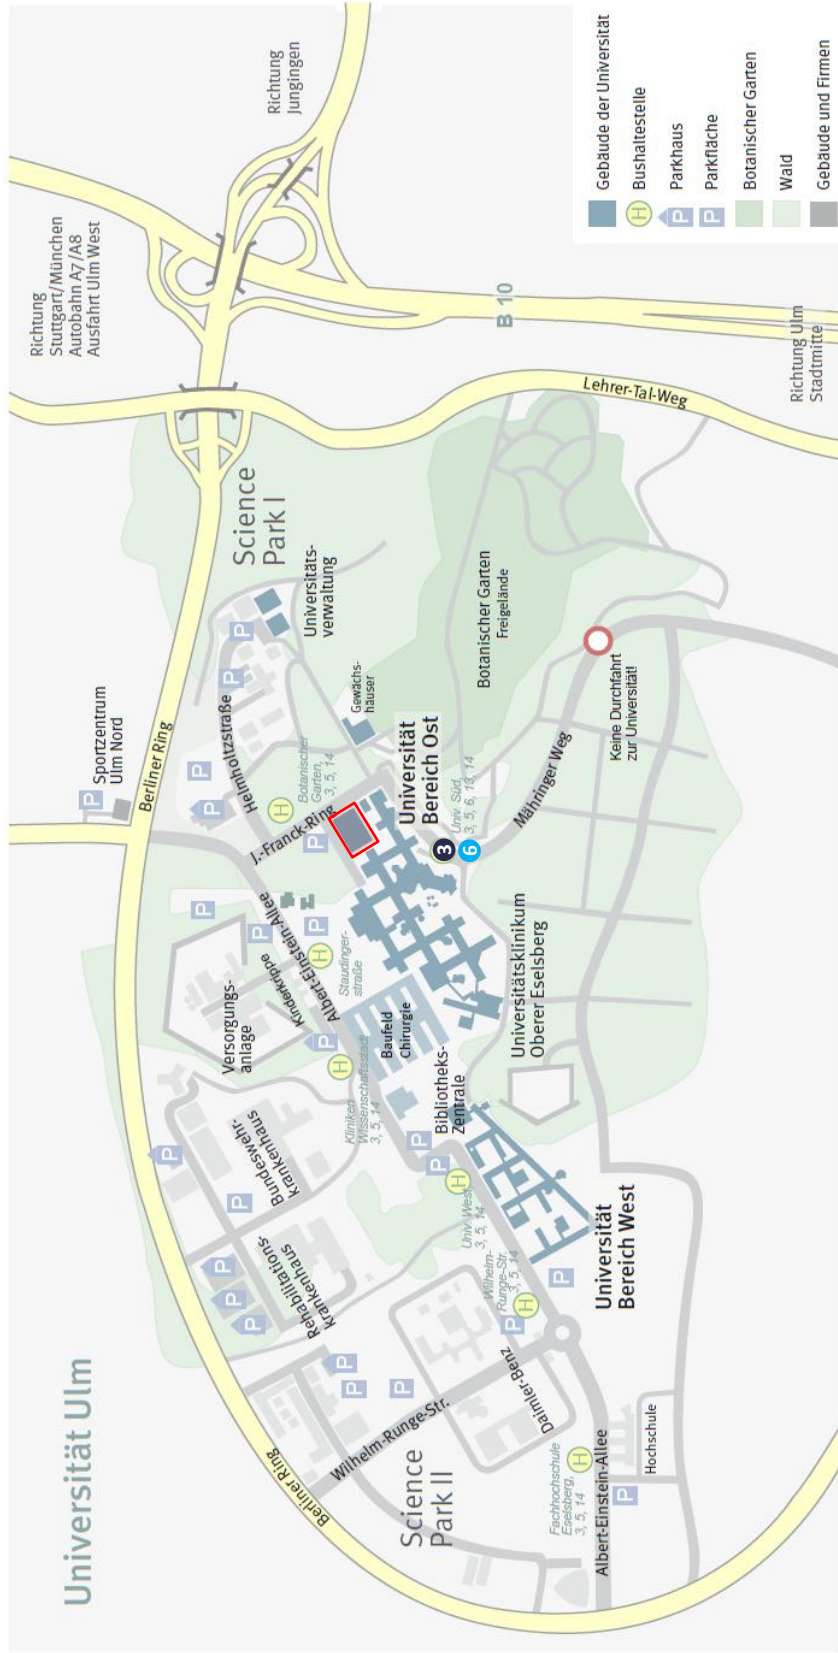 Universität Ulm
Richtung
Stuttgart/München
Autobahn A7/A8
Ausfahrt Ulm West
Richtung
Jungingen
Sportzentrum
Ulm Nord
Berliner Ring
Berliner Ring
Science
Park I
Universitäts-
verwaltung
Helmholtzstraße
Gewächs-
häuser
Botanischer
Garten,
3, 5, 14
J.-Franck-Ring
Albert-Einstein-Allee
Kinderkrippe
Versorgungs-
anlage
Staudinger-
straße
Bundeswehr-
krankenhaus
Rehabilitations-
krankenhaus
Kliniken
Wissenschaftsstadt
3, 5, 14
Baufeld
Chirurgie
Universität
Bereich Ost
Univ. Süd,
3, 5, 6, 13, 14
3
6
Botanischer Garten
Freigelände
B 10
Lehrer-Tal-Weg
Mähringer Weg
Keine Durchfahrt
zur Universität!
Richtung Ulm
Stadtmitte
Bibliotheks-
Zentrale
Universitätsklinikum
Oberer Eselsberg
Univ. West,
3, 5, 14
Wilhelm-
Runge-Str.
3, 5, 14
Universität
Bereich West
Wilhelm-Runge-Str.
Daimler-Benz
Science
Park II
Fachhochschule
Eselsberg,
3, 5, 14
Albert-Einstein-Allee
Hochschule
Gebäude der Universität
H Bushaltestelle
P Parkhaus
P Parkfläche
Botanischer Garten
Wald
Gebäude und Firmen